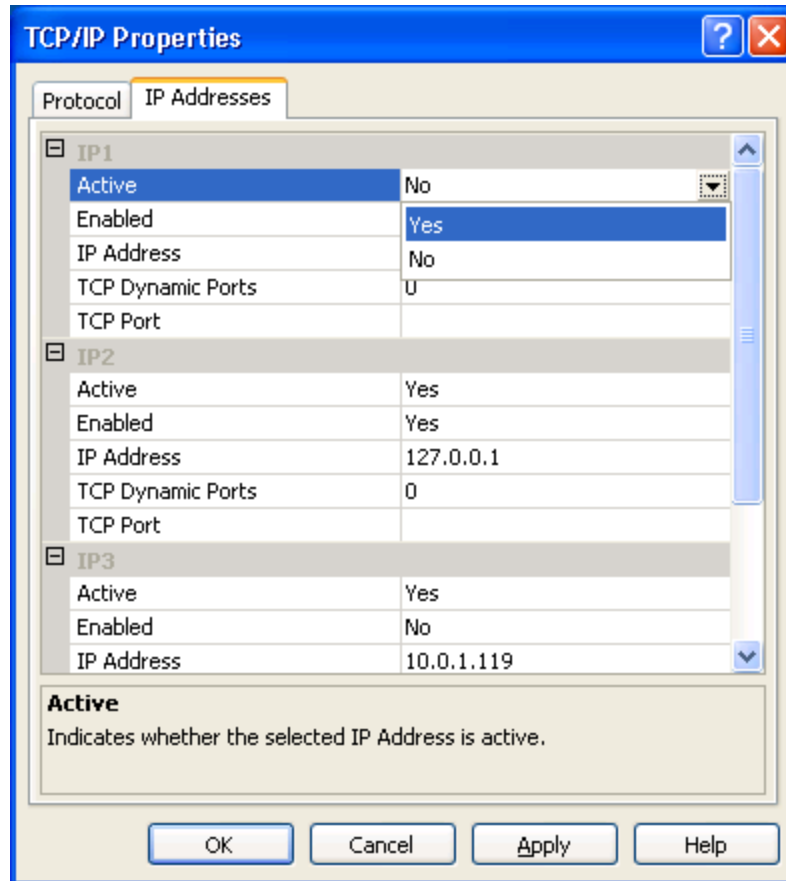 TCP/IP Properties
Protocol IP Addresses
IP1
Active No
Yes
No
Enabled
IP Address
TCP Dynamic Ports 0
TCP Port
IP2
Active Yes
Enabled Yes
IP Address 127.0.0.1
TCP Dynamic Ports 0
TCP Port
IP3
Active Yes
Enabled No
IP Address 10.0.1.119
Active
Indicates whether the selected IP Address is active.
OK Cancel Apply Help